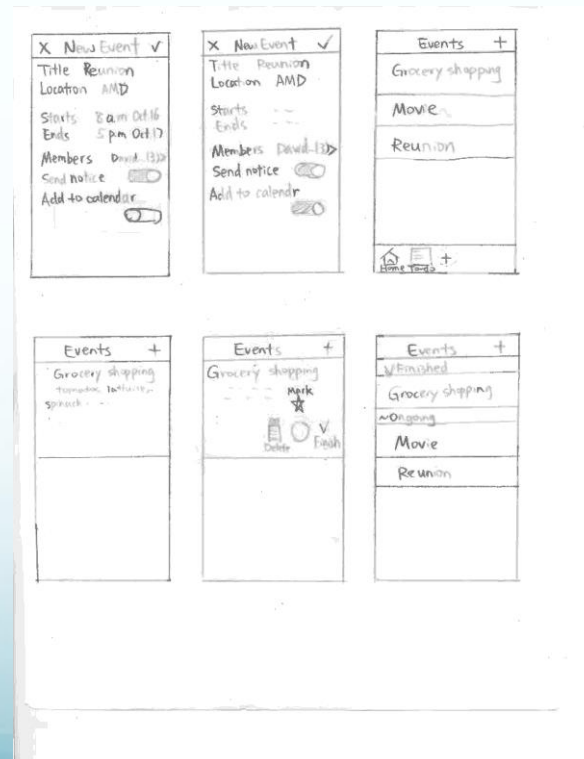 X New Event ✓
Title Reunion
Location AMD
Starts 8 a.m Oct 16
Ends 5 p.m Oct 17
Members David
Send notice
Add to calendar
X New Event ✓
Title Reunion
Location AMD
Starts - -
Ends - -
Members David
Send notice
Add to calendr
Events +
Grocery shopping
Movie
Reunion
Home To-do +
Events +
Grocery shopping
spinach - -
Events +
Grocery shopping
Mark
Delete Finish
Events +
✓Finished
Grocery shopping
~Ongoing
Movie
Reunion